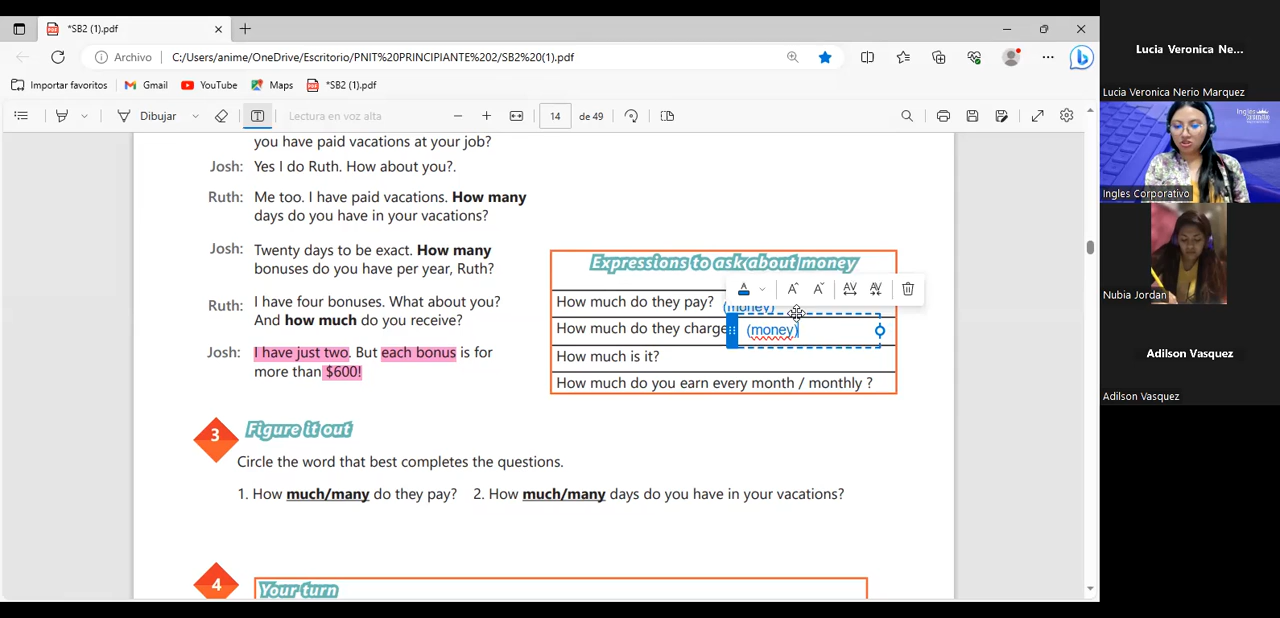 *SB2 (1).pdf
Archivo
C:/Users/anime/OneDrive/Escritorio/PNIT%20PRINCIPIANTE%202/SB2%20(1).pdf
Importar favoritos
Gmail
YouTube
Maps
*SB2 (1).pdf
Dibujar
Lectura en voz alta
14
de 49
you have paid vacations at your job?
Josh: Yes I do Ruth. How about you?.
Ruth: Me too. I have paid vacations. How many
days do you have in your vacations?
Josh: Twenty days to be exact. How many
bonuses do you have per year, Ruth?
Ruth: I have four bonuses. What about you?
And how much do you receive?
Josh: I have just two. But each bonus is for
more than $600!
Expressions to ask about money
How much do they pay? (money)
How much do they charge (money)
How much is it?
How much do you earn every month / monthly ?
3
Figure it out
Circle the word that best completes the questions.
1. How much/many do they pay? 2. How much/many days do you have in your vacations?
4
Your turn
Lucia Veronica Ne...
Lucia Veronica Nerio Marquez
Ingles Corporativo
Nubia Jordan
Adilson Vasquez
Adilson Vasquez